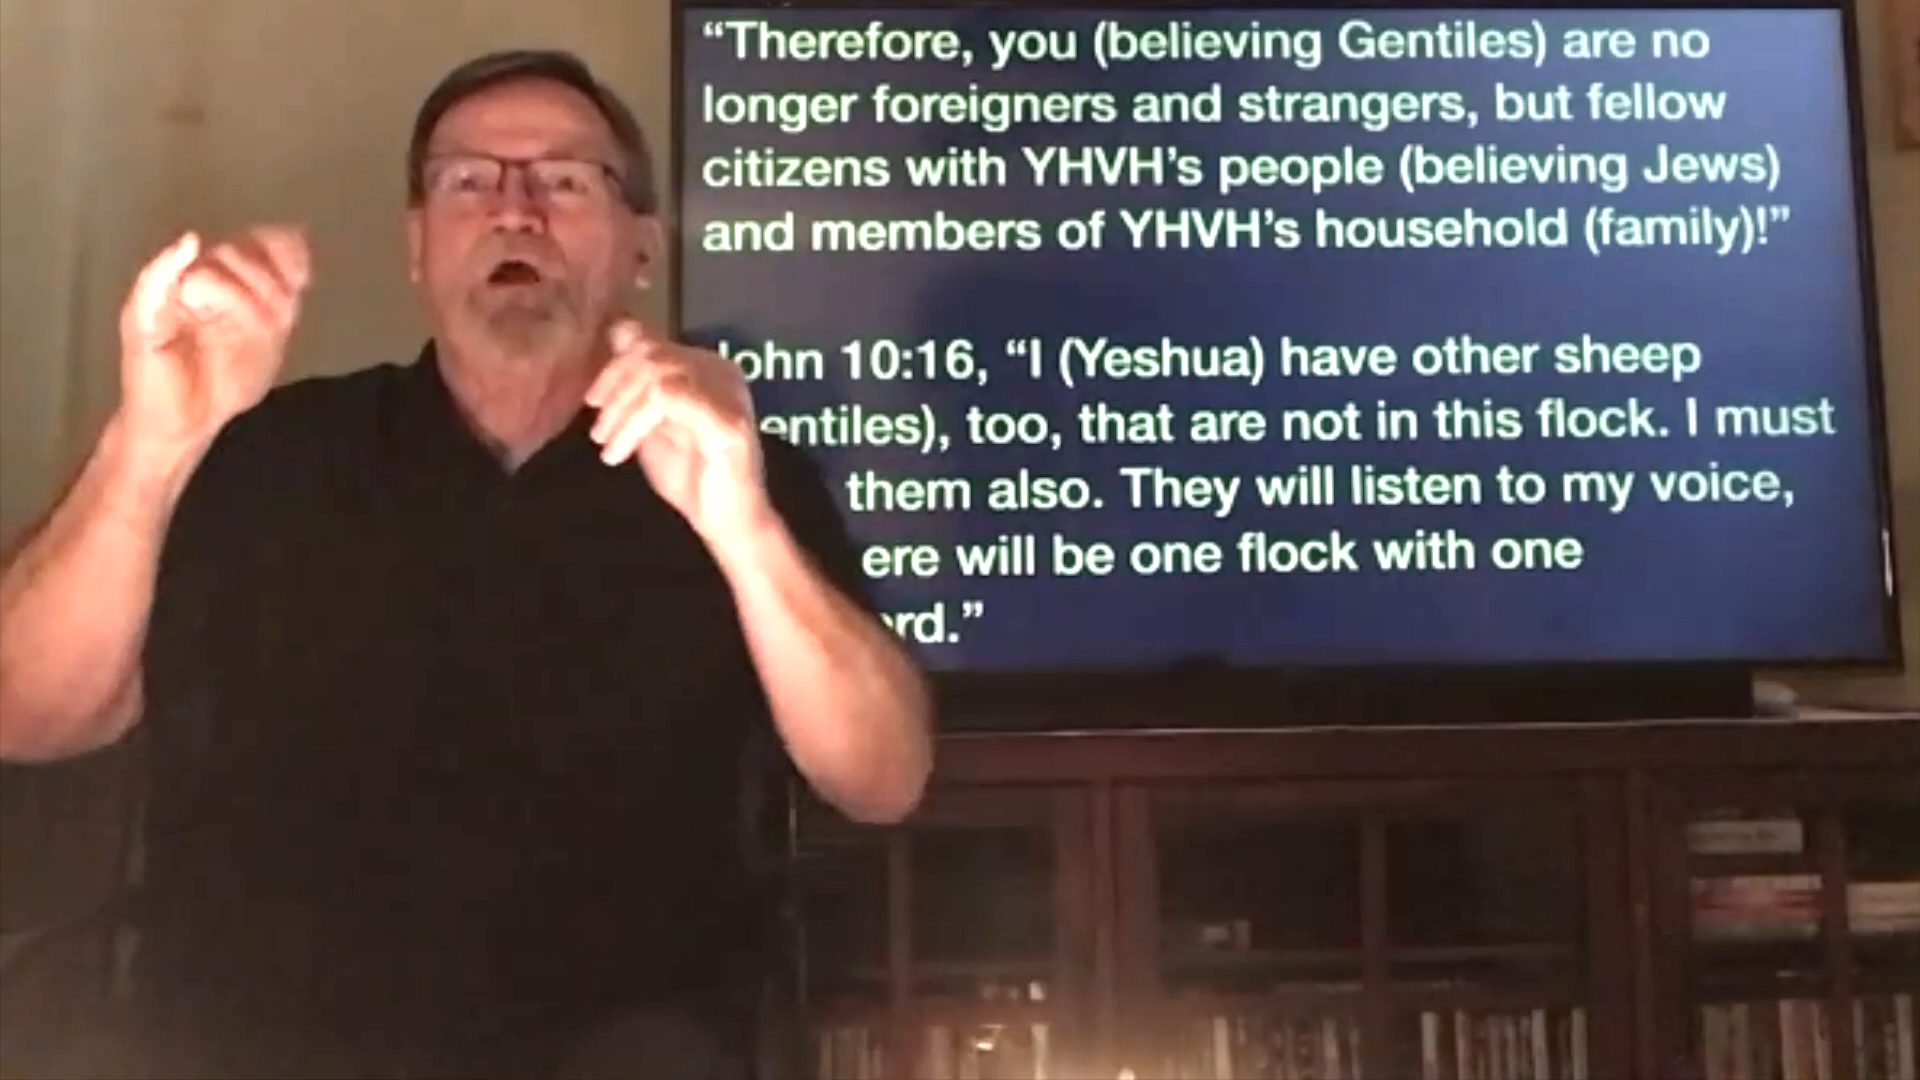 “Therefore, you (believing Gentiles) are no
longer foreigners and strangers, but fellow
citizens with YHVH’s people (believing Jews)
and members of YHVH’s household (family)!”
John 10:16, “I (Yeshua) have other sheep
entiles), too, that are not in this flock. I must
them also. They will listen to my voice,
ere will be one flock with one
rd.”